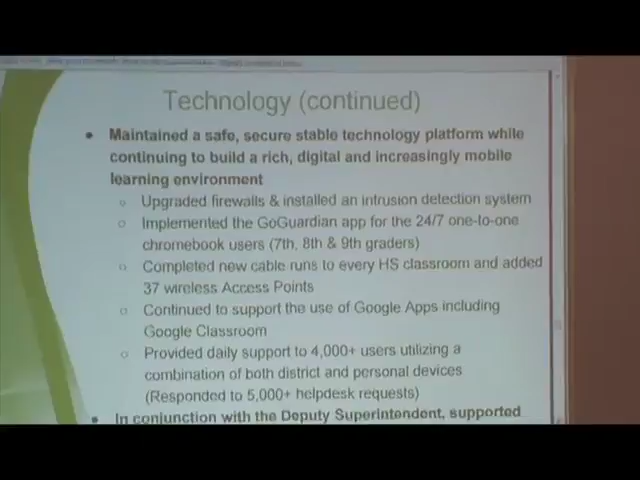 Technology (continued)
● Maintained a safe, secure stable technology platform while
continuing to build a rich, digital and increasingly mobile
learning environment
○ Upgraded firewalls & installed an intrusion detection system
○ Implemented the GoGuardian app for the 24/7 one-to-one
chromebook users (7th, 8th & 9th graders)
○ Completed new cable runs to every HS classroom and added
37 wireless Access Points
○ Continued to support the use of Google Apps including
Google Classroom
○ Provided daily support to 4,000+ users utilizing a
combination of both district and personal devices
(Responded to 5,000+ helpdesk requests)
● In conjunction with the Deputy Superintendent, supported